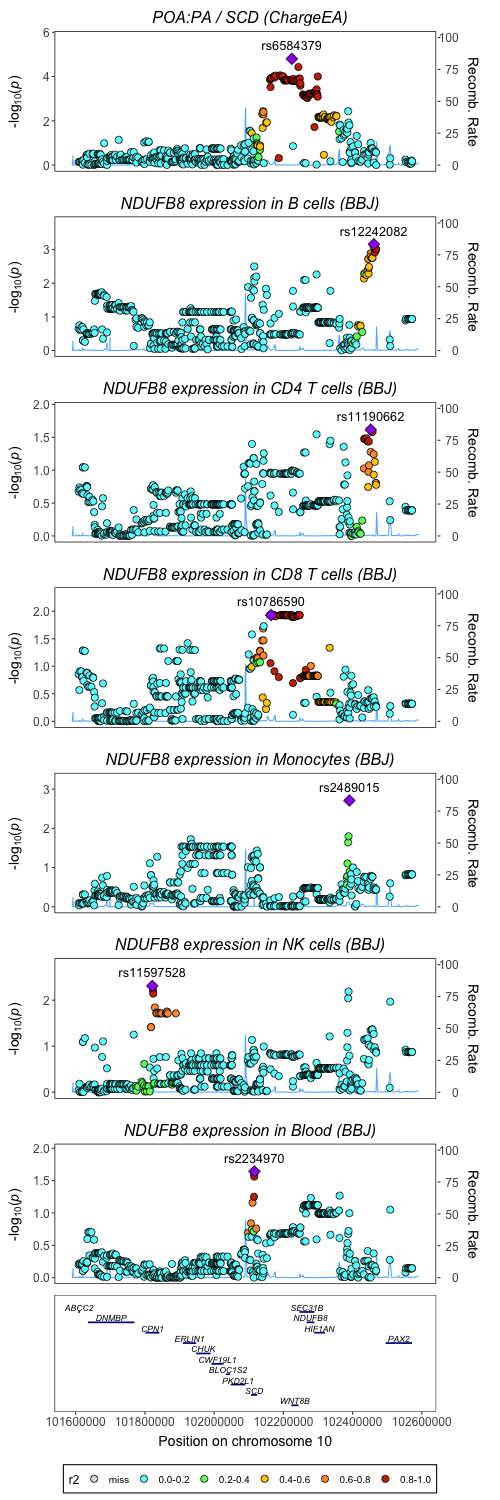 POA:PA / SCD (ChargeEA)
rs6584379
6
4
2
0
100
75
50
25
0
-log10(p)
Recomb. Rate
NDUFB8 expression in B cells (BBJ)
rs12242082
3
2
1
0
100
75
50
25
0
-log10(p)
Recomb. Rate
NDUFB8 expression in CD4 T cells (BBJ)
rs11190662
2.0
1.5
1.0
0.5
0.0
100
75
50
25
0
-log10(p)
Recomb. Rate
NDUFB8 expression in CD8 T cells (BBJ)
rs10786590
2.0
1.5
1.0
0.5
0.0
100
75
50
25
0
-log10(p)
Recomb. Rate
NDUFB8 expression in Monocytes (BBJ)
rs2489015
3
2
1
0
100
75
50
25
0
-log10(p)
Recomb. Rate
NDUFB8 expression in NK cells (BBJ)
rs11597528
2
1
0
100
75
50
25
0
-log10(p)
Recomb. Rate
NDUFB8 expression in Blood (BBJ)
rs2234970
2.0
1.5
1.0
0.5
0.0
100
75
50
25
0
-log10(p)
Recomb. Rate
ABCC2 SEC31B
DNMBP NDUFB8
CPN1 HIF1AN
ERLIN1 PAX2
CHUK
CWF19L1
BLOC1S2
PKD2L1
SCD
WNT8B
101600000 101800000 102000000 102200000 102400000 102600000
Position on chromosome 10
r2 miss 0.0-0.2 0.2-0.4 0.4-0.6 0.6-0.8 0.8-1.0